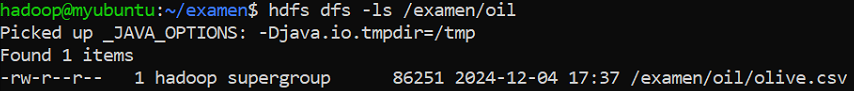 hadoop@myubuntu:~/examen$ hdfs dfs -ls /examen/oil
Picked up _JAVA_OPTIONS: -Djava.io.tmpdir=/tmp
Found 1 items
-rw-r--r--   1 hadoop supergroup      86251 2024-12-04 17:37 /examen/oil/olive.csv